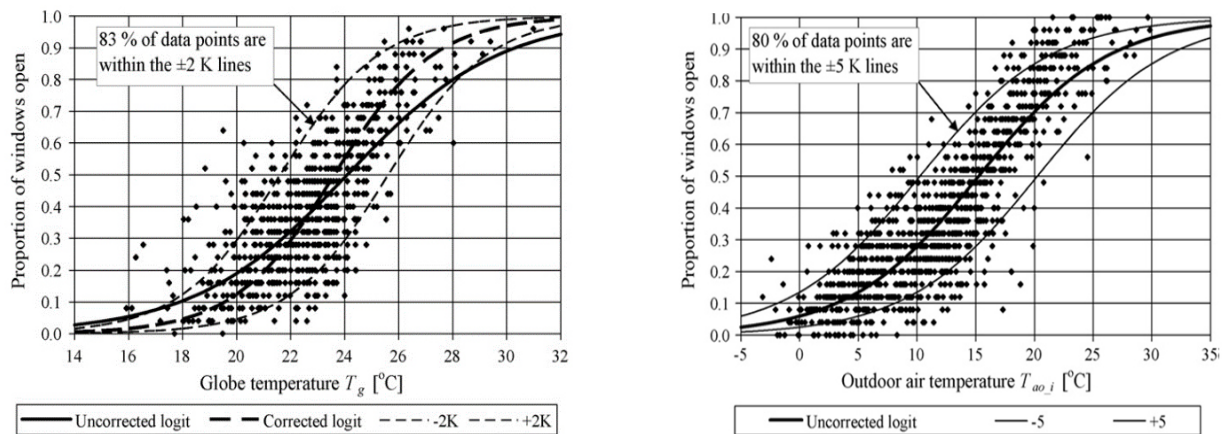 1.0
0.9
0.8
0.7
0.6
0.5
0.4
0.3
0.2
0.1
0.0
Proportion of windows open
83 % of data points are
within the ±2 K lines
14 16 18 20 22 24 26 28 30 32
Globe temperature Tg [°C]
Uncorrected logit Corrected logit -2K +2K
1.0
0.9
0.8
0.7
0.6
0.5
0.4
0.3
0.2
0.1
0.0
Proportion of windows open
80 % of data points are
within the ±5 K lines
-5 0 5 10 15 20 25 30 35
Outdoor air temperature Tao_i [°C]
Uncorrected logit -5 +5